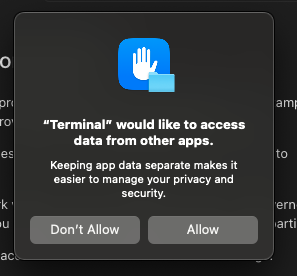 “Terminal” would like to access
data from other apps.
Keeping app data separate makes it
easier to manage your privacy and
security.
Don’t Allow
Allow